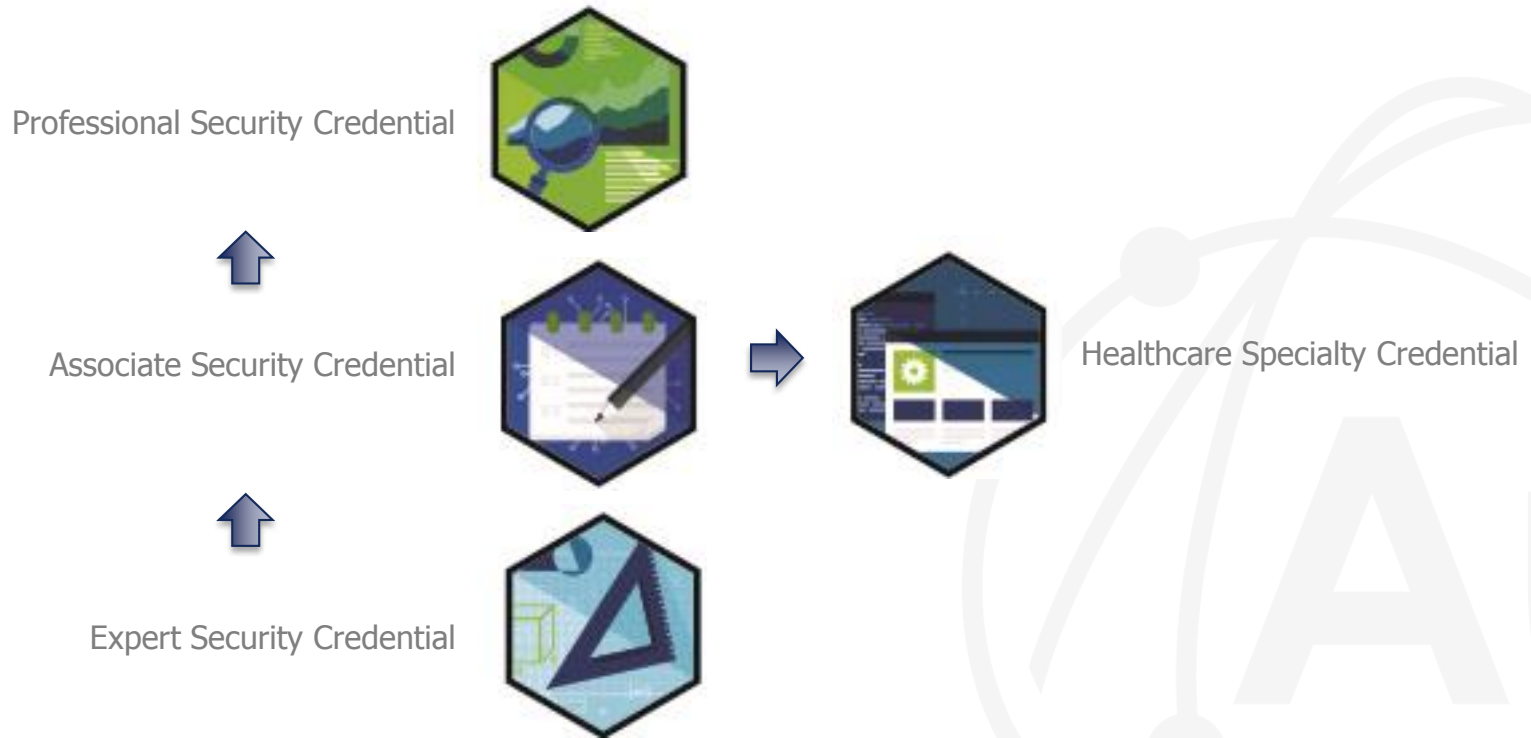 Professional Security Credential
Associate Security Credential
Healthcare Specialty Credential
Expert Security Credential